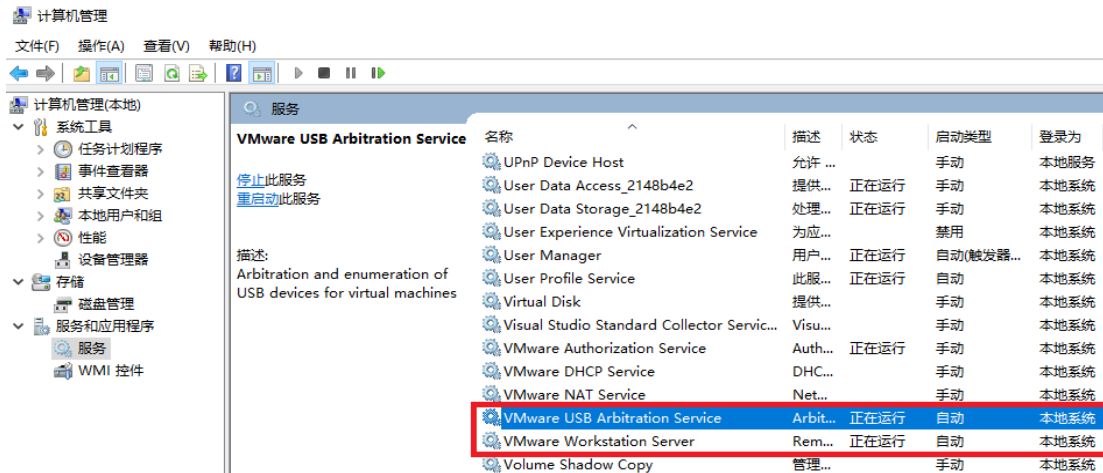 计算机管理
文件(F) 操作(A) 查看(V) 帮助(H)
计算机管理(本地)
系统工具
任务计划程序
事件查看器
共享文件夹
本地用户和组
性能
设备管理器
存储
磁盘管理
服务和应用程序
服务
WMI 控件
服务
VMware USB Arbitration Service
停止此服务
重启动此服务
描述:
Arbitration and enumeration of
USB devices for virtual machines
名称 描述 状态 启动类型 登录为
UPnP Device Host 允许 ... 手动 本地服务
User Data Access_2148b4e2 提供... 正在运行 手动 本地系统
User Data Storage_2148b4e2 处理... 正在运行 手动 本地系统
User Experience Virtualization Service 为应... 禁用 本地系统
User Manager 用户... 正在运行 自动(触发器... 本地系统
User Profile Service 此服... 正在运行 自动 本地系统
Virtual Disk 提供... 手动 本地系统
Visual Studio Standard Collector Servic... Visu... 手动 本地系统
VMware Authorization Service Auth... 正在运行 手动 本地系统
VMware DHCP Service DHC... 手动 本地系统
VMware NAT Service Net... 手动 本地系统
VMware USB Arbitration Service Arbit... 正在运行 自动 本地系统
VMware Workstation Server Rem... 正在运行 自动 本地系统
Volume Shadow Copy 管理... 手动 本地系统